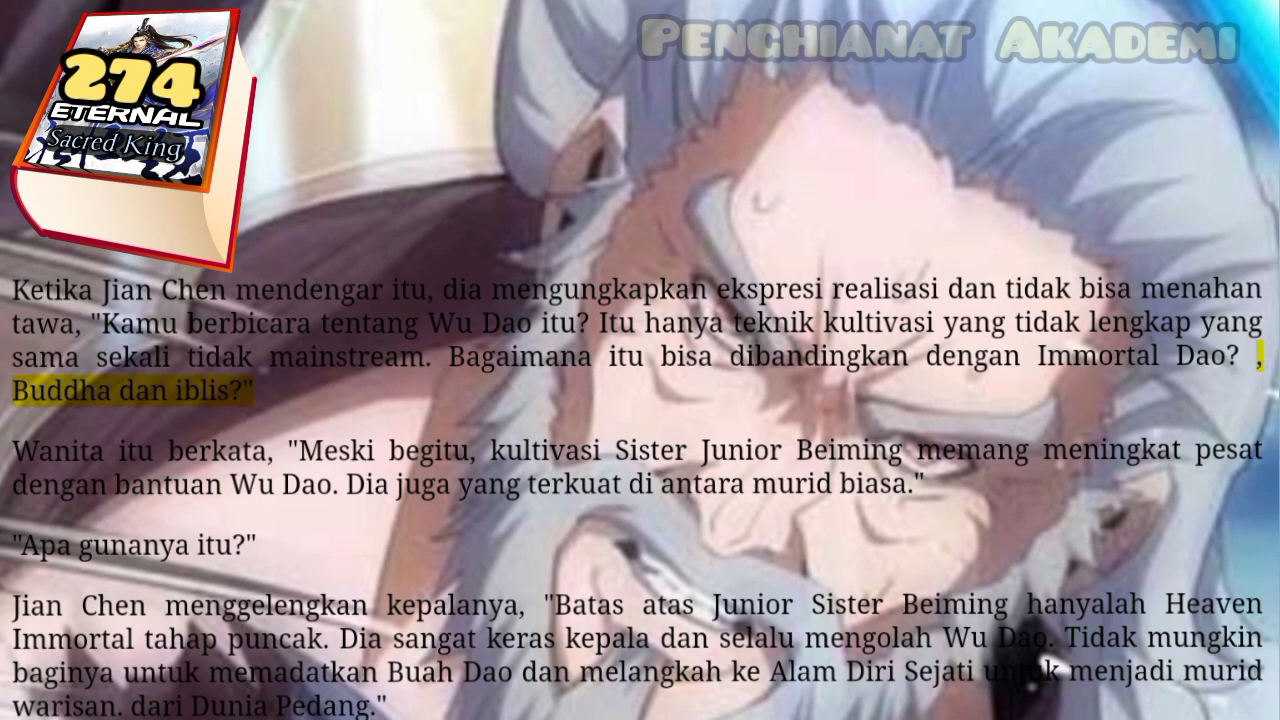 Penghianat Akademi
274
ETERNAL
Sacred King
Ketika Jian Chen mendengar itu, dia mengungkapkan ekspresi realisasi dan tidak bisa menahan
tawa, "Kamu berbicara tentang Wu Dao itu? Itu hanya teknik kultivasi yang tidak lengkap yang
sama sekali tidak mainstream. Bagaimana itu bisa dibandingkan dengan Immortal Dao? ,
Buddha dan iblis?"
Wanita itu berkata, "Meski begitu, kultivasi Sister Junior Beiming memang meningkat pesat
dengan bantuan Wu Dao. Dia juga yang terkuat di antara murid biasa."
"Apa gunanya itu?"
Jian Chen menggelengkan kepalanya, "Batas atas Junior Sister Beiming hanyalah Heaven
Immortal tahap puncak. Dia sangat keras kepala dan selalu mengolah Wu Dao. Tidak mungkin
baginya untuk memadatkan Buah Dao dan melangkah ke Alam Diri Sejati untuk menjadi murid
warisan. dari Dunia Pedang."